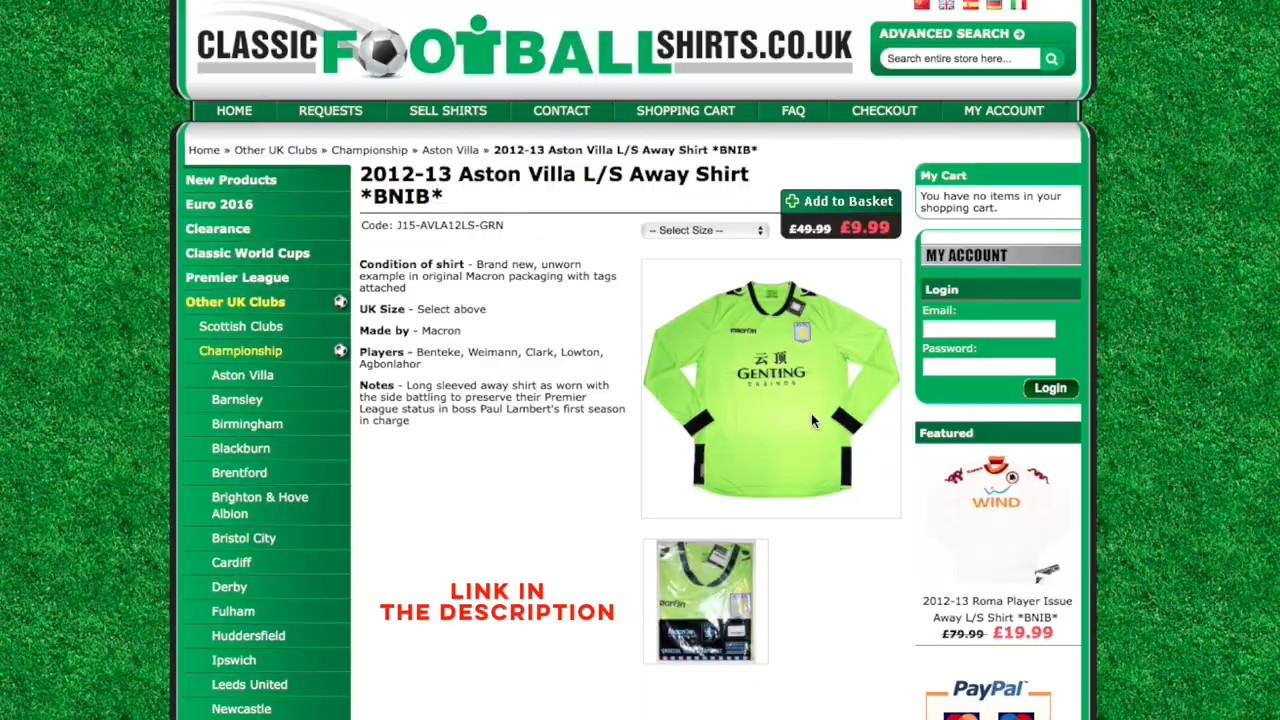 CLASSIC FOOTBALL SHIRTS.CO.UK
ADVANCED SEARCH
Search entire store here...
HOME REQUESTS SELL SHIRTS CONTACT SHOPPING CART FAQ CHECKOUT MY ACCOUNT
Home » Other UK Clubs » Championship » Aston Villa » 2012-13 Aston Villa L/S Away Shirt *BNIB*
New Products
Euro 2016
Clearance
Classic World Cups
Premier League
Other UK Clubs
Scottish Clubs
Championship
Aston Villa
Barnsley
Birmingham
Blackburn
Brentford
Brighton & Hove
Albion
Bristol City
Cardiff
Derby
Fulham
Huddersfield
Ipswich
Leeds United
Newcastle
2012-13 Aston Villa L/S Away Shirt
*BNIB*
Code: J15-AVLA12LS-GRN
-- Select Size --
Add to Basket
£49.99 £9.99
Condition of shirt - Brand new, unworn
example in original Macron packaging with tags
attached
UK Size - Select above
Made by - Macron
Players - Benteke, Weimann, Clark, Lowton,
Agbonlahor
Notes - Long sleeved away shirt as worn with
the side battling to preserve their Premier
League status in boss Paul Lambert's first season
in charge
macron
云顶
GENTING
CASINOS
LINK IN
THE DESCRIPTION
My Cart
You have no items in your
shopping cart.
MY ACCOUNT
Login
Email:
Password:
Login
Featured
WIND
2012-13 Roma Player Issue
Away L/S Shirt *BNIB*
£79.99 £19.99
PayPal